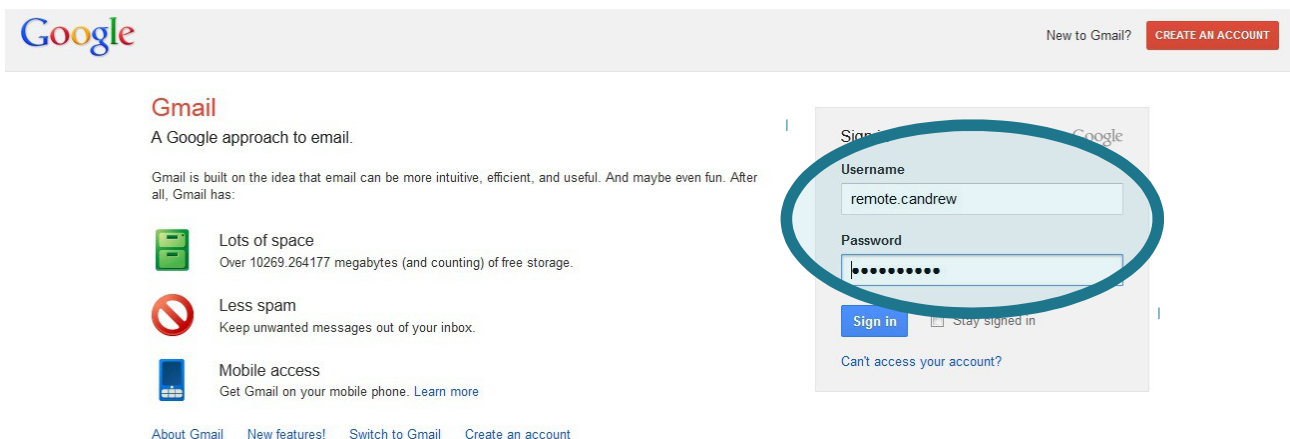 Google
New to Gmail? CREATE AN ACCOUNT
Gmail
A Google approach to email.
Gmail is built on the idea that email can be more intuitive, efficient, and useful. And maybe even fun. After
all, Gmail has:
Lots of space
Over 10269.264177 megabytes (and counting) of free storage.
Less spam
Keep unwanted messages out of your inbox.
Mobile access
Get Gmail on your mobile phone. Learn more
About Gmail New features! Switch to Gmail Create an account
Sign in Google
Username
remote.candrew
Password
••••••••••
Sign in Stay signed in
Can't access your account?